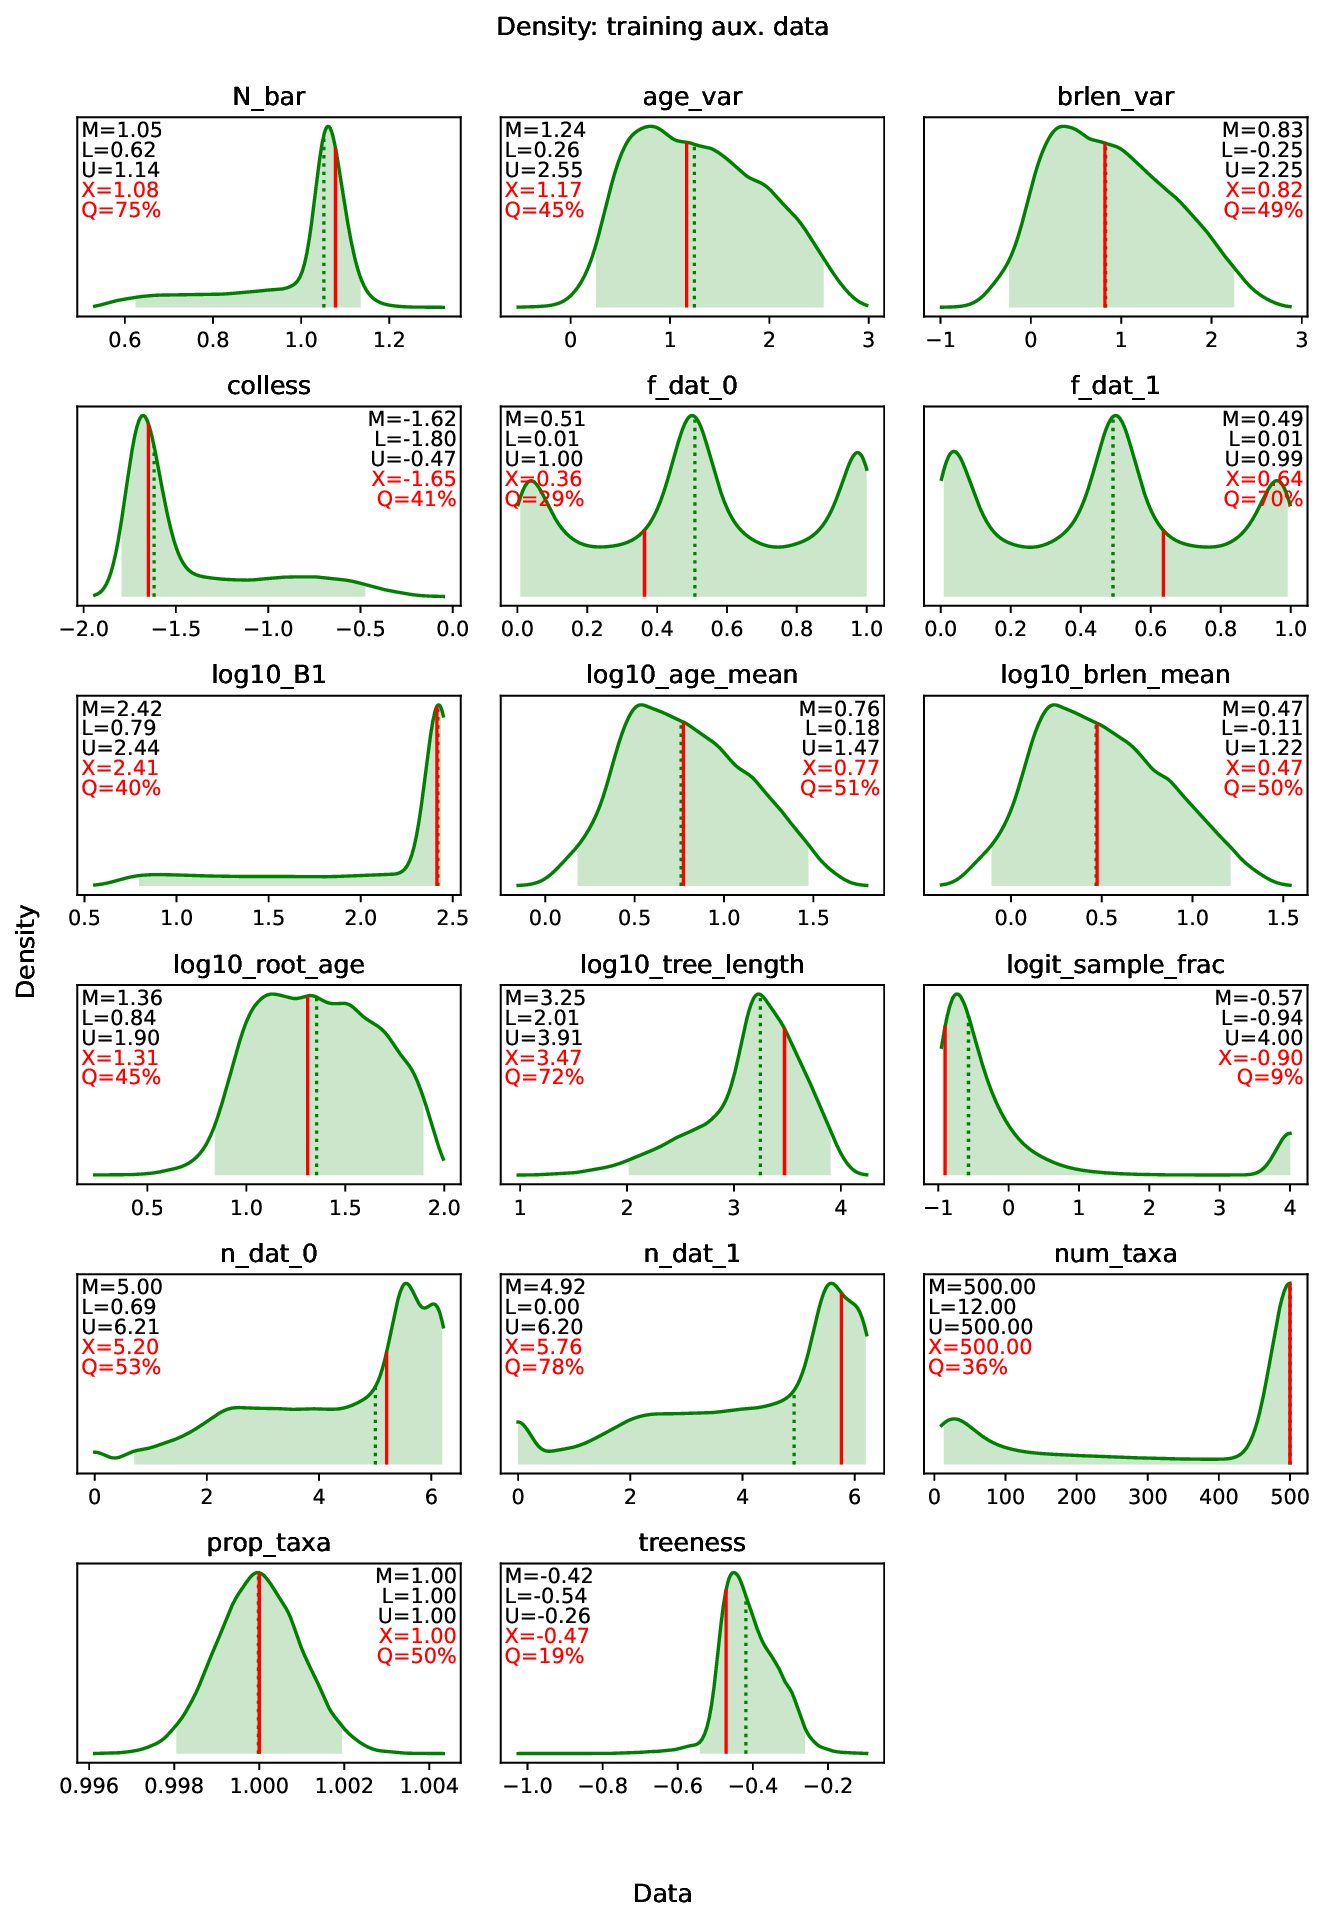 Density: training aux. data
N_bar
M=1.05
L=0.62
U=1.14
X=1.08
Q=75%
0.6 0.8 1.0 1.2
age_var
M=1.24
L=0.26
U=2.55
X=1.17
Q=45%
0 1 2 3
brlen_var
M=0.83
L=-0.25
U=2.25
X=0.82
Q=49%
−1 0 1 2 3
colless
M=-1.62
L=-1.80
U=-0.47
X=-1.65
Q=41%
−2.0 −1.5 −1.0 −0.5 0.0
f_dat_0
M=0.51
L=0.01
U=1.00
X=0.36
Q=29%
0.0 0.2 0.4 0.6 0.8 1.0
f_dat_1
M=0.49
L=0.01
U=0.99
X=0.64
Q=70%
0.0 0.2 0.4 0.6 0.8 1.0
log10_B1
M=2.42
L=0.79
U=2.44
X=2.41
Q=40%
0.5 1.0 1.5 2.0 2.5
log10_age_mean
M=0.76
L=0.18
U=1.47
X=0.77
Q=51%
0.0 0.5 1.0 1.5
log10_brlen_mean
M=0.47
L=-0.11
U=1.22
X=0.47
Q=50%
0.0 0.5 1.0 1.5
Density
log10_root_age
M=1.36
L=0.84
U=1.90
X=1.31
Q=45%
0.5 1.0 1.5 2.0
log10_tree_length
M=3.25
L=2.01
U=3.91
X=3.47
Q=72%
1 2 3 4
logit_sample_frac
M=-0.57
L=-0.94
U=4.00
X=-0.90
Q=9%
−1 0 1 2 3 4
n_dat_0
M=5.00
L=0.69
U=6.21
X=5.20
Q=53%
0 2 4 6
n_dat_1
M=4.92
L=0.00
U=6.20
X=5.76
Q=78%
0 2 4 6
num_taxa
M=500.00
L=12.00
U=500.00
X=500.00
Q=36%
0 100 200 300 400 500
prop_taxa
M=1.00
L=1.00
U=1.00
X=1.00
Q=50%
0.996 0.998 1.000 1.002 1.004
treeness
M=-0.42
L=-0.54
U=-0.26
X=-0.47
Q=19%
−1.0 −0.8 −0.6 −0.4 −0.2
Data